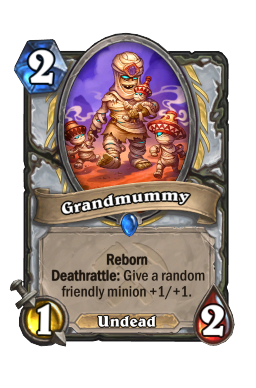 2
Grandmummy
Reborn
Deathrattle: Give a random
friendly minion +1/+1.
1
Undead
2